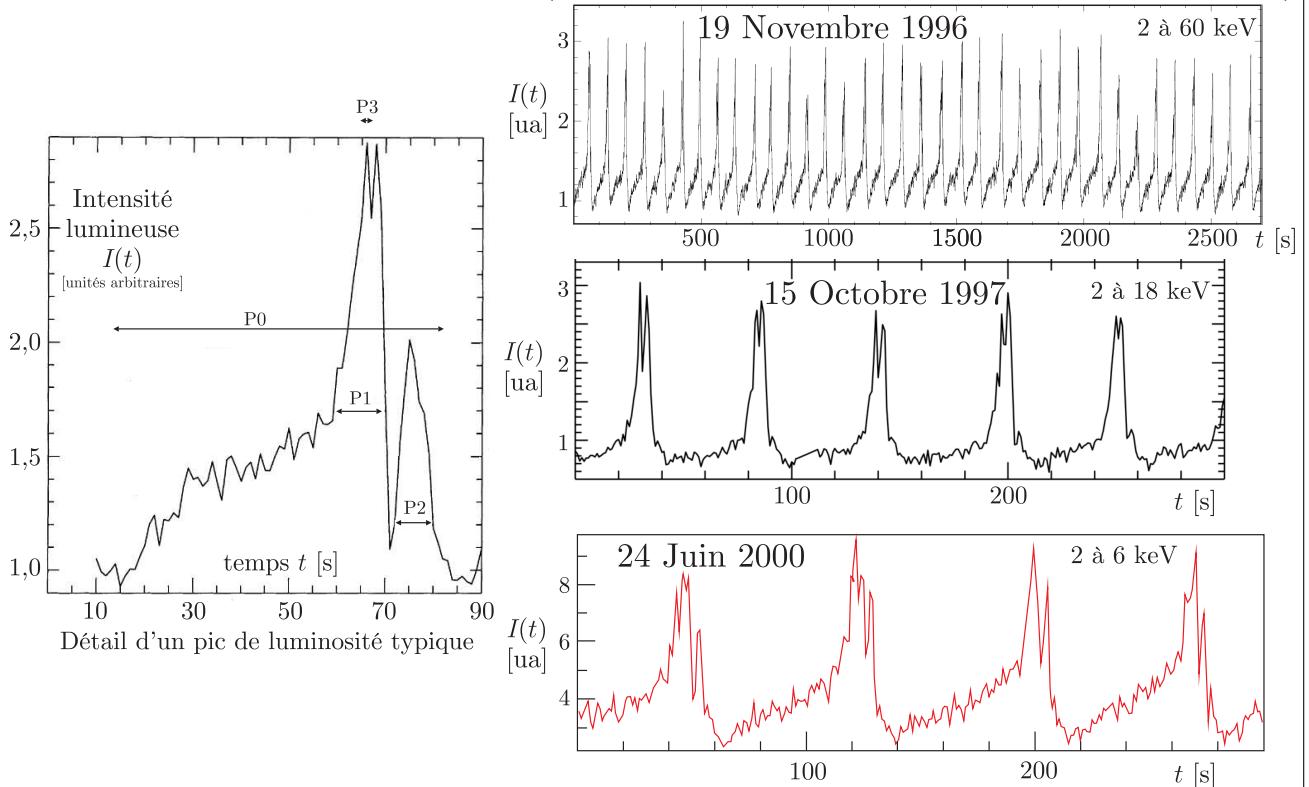 P3
Intensité
lumineuse
I(t)
[unités arbitraires]
P0
P1
P2
2,5
2,0
1,5
1,0
temps t [s]
10 30 50 70 90
Détail d'un pic de luminosité typique
19 Novembre 1996
2 à 60 keV
I(t)
[ua]
3
2
1
500 1000 1500 2000 2500 t [s]
15 Octobre 1997
2 à 18 keV
I(t)
[ua]
3
2
1
100 200 t [s]
24 Juin 2000
2 à 6 keV
I(t)
[ua]
8
6
4
100 200 t [s]